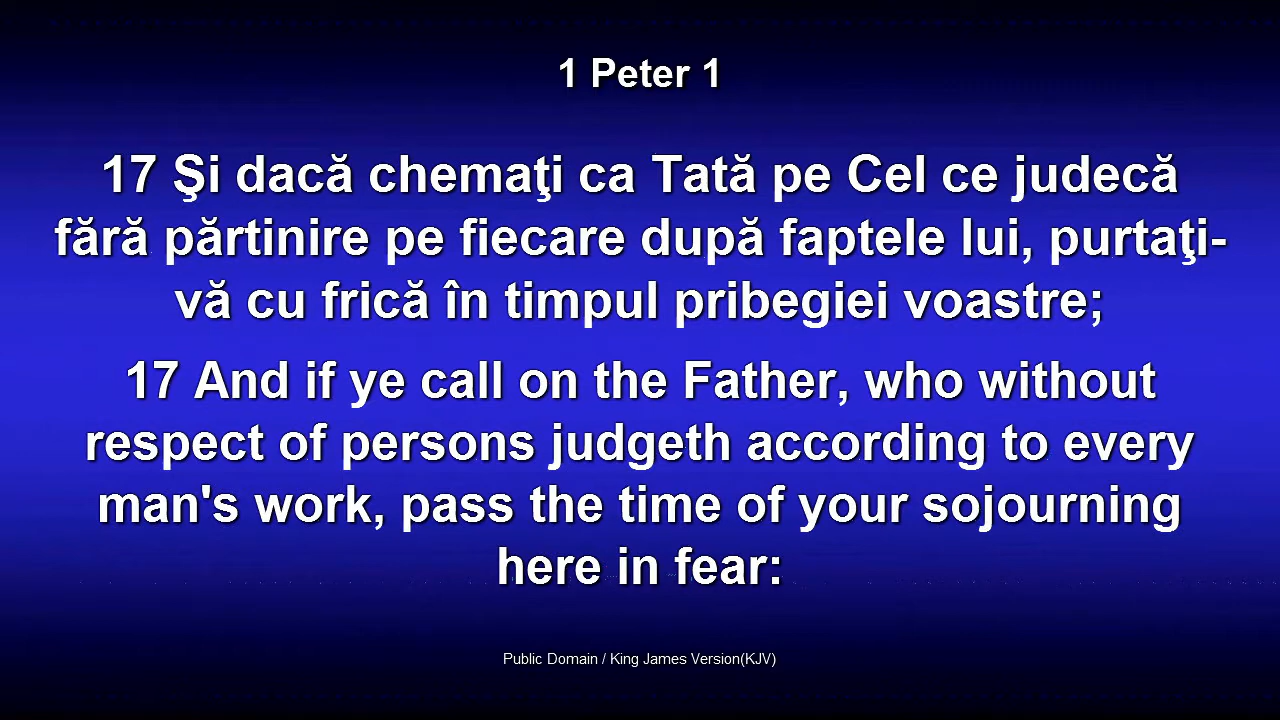 1 Peter 1
17 Şi dacă chemaţi ca Tată pe Cel ce judecă
fără părtinire pe fiecare după faptele lui, purtaţi-
vă cu frică în timpul pribegiei voastre;
17 And if ye call on the Father, who without
respect of persons judgeth according to every
man's work, pass the time of your sojourning
here in fear:
Public Domain / King James Version(KJV)